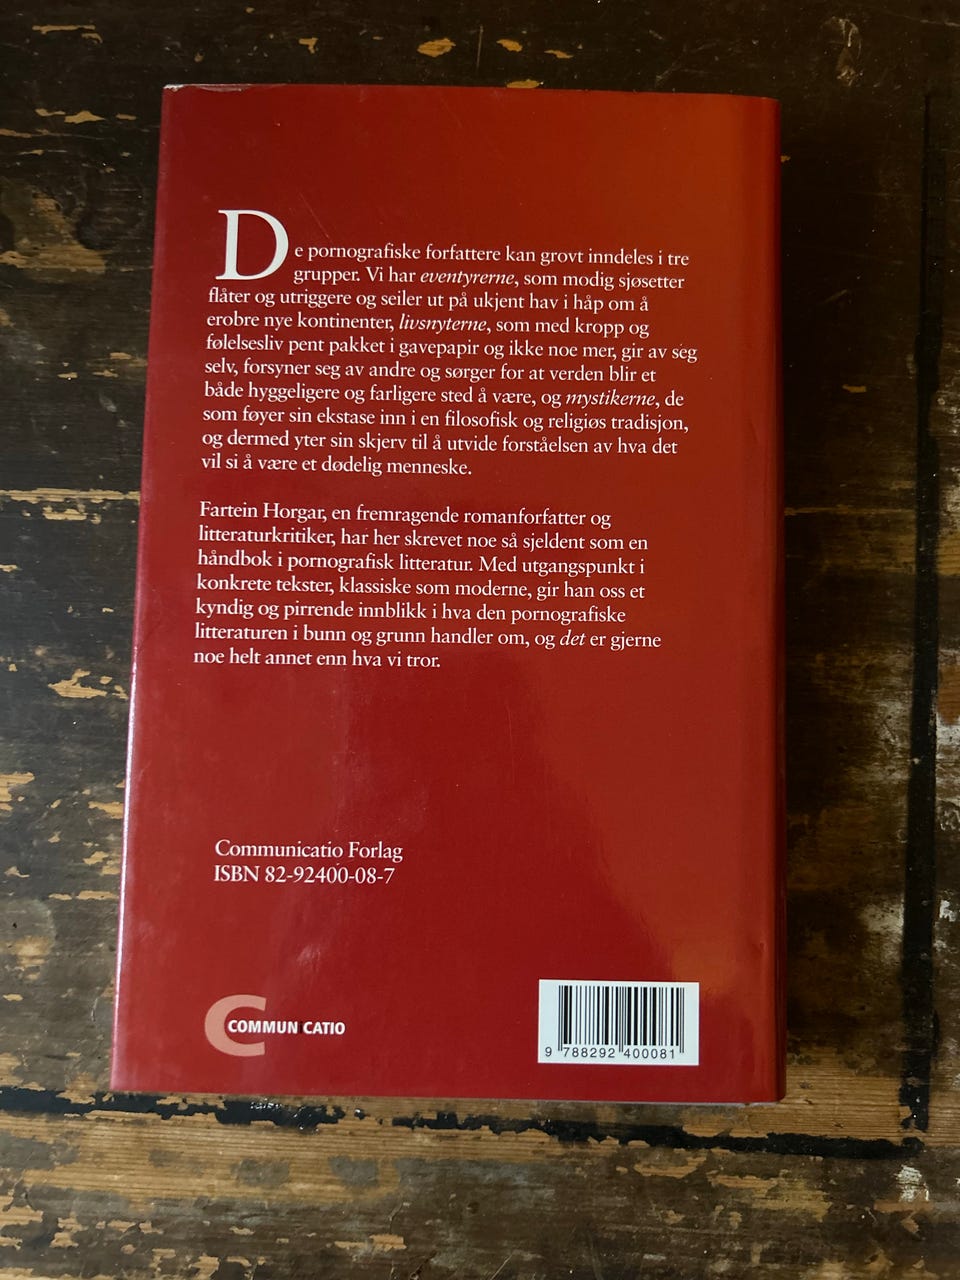 De pornografiske forfattere kan grovt inndeles i tre
grupper. Vi har eventyrerne, som modig sjøsetter
flåter og utriggere og seiler ut på ukjent hav i håp om å
erobre nye kontinenter, livsnyterne, som med kropp og
følelsesliv pent pakket i gavepapir og ikke noe mer, gir av seg
selv, forsyner seg av andre og sørger for at verden blir et
både hyggeligere og farligere sted å være, og mystikerne, de
som føyer sin ekstase inn i en filosofisk og religiøs tradisjon,
og dermed yter sin skjerv til å utvide forståelsen av hva det
vil si å være et dødelig menneske.
Fartein Horgar, en fremragende romanforfatter og
litteraturkritiker, har her skrevet noe så sjeldent som en
håndbok i pornografisk litteratur. Med utgangspunkt i
konkrete tekster, klassiske som moderne, gir han oss et
kyndig og pirrende innblikk i hva den pornografiske
litteraturen i bunn og grunn handler om, og det er gjerne
noe helt annet enn hva vi tror.
Communicatio Forlag
ISBN 82-92400-08-7
COMMUNICATIO
9 788292 400081